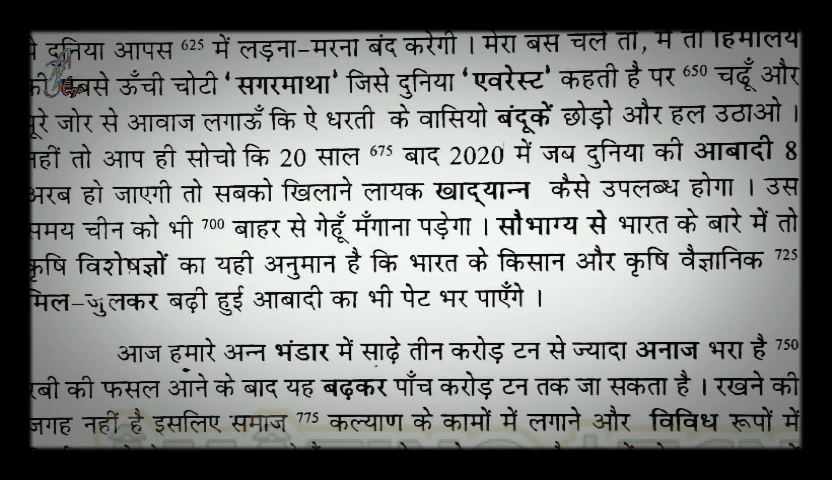 दुनिया आपस 625 में लड़ना-मरना बंद करेगी । मेरा बस चले तो, मैं तो हिमालय
सबसे ऊँची चोटी 'सगरमाथा' जिसे दुनिया 'एवरेस्ट' कहती है पर 650 चढ़ूँ और
पूरे जोर से आवाज लगाऊँ कि ऐ धरती के वासियो बंदूकें छोड़ो और हल उठाओ ।
नहीं तो आप ही सोचो कि 20 साल 675 बाद 2020 में जब दुनिया की आबादी 8
अरब हो जाएगी तो सबको खिलाने लायक खाद्यान्न कैसे उपलब्ध होगा । उस
समय चीन को भी 700 बाहर से गेहूँ मँगाना पड़ेगा । सौभाग्य से भारत के बारे में तो
कृषि विशेषज्ञों का यही अनुमान है कि भारत के किसान और कृषि वैज्ञानिक 725
मिल-जुलकर बढ़ी हुई आबादी का भी पेट भर पाएँगे ।
आज हमारे अन्न भंडार में साढ़े तीन करोड़ टन से ज्यादा अनाज भरा है 750
रबी की फसल आने के बाद यह बढ़कर पाँच करोड़ टन तक जा सकता है । रखने की
जगह नहीं है इसलिए समाज 775 कल्याण के कामों में लगाने और विविध रूपों में